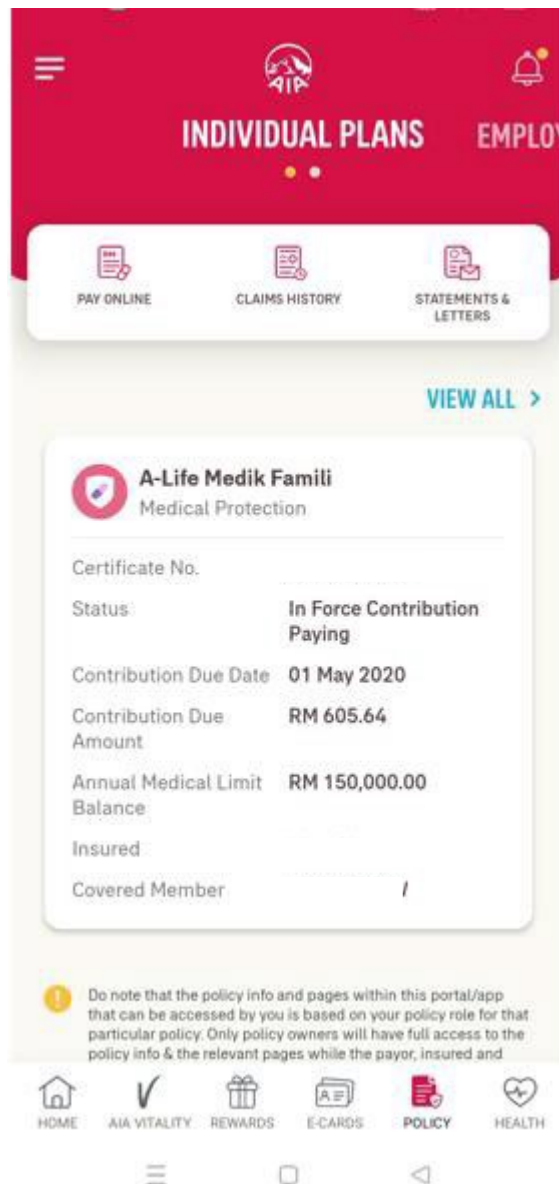 AIA
INDIVIDUAL PLANS
EMPLOY
PAY ONLINE
CLAIMS HISTORY
STATEMENTS &
LETTERS
VIEW ALL >
A-Life Medik Famili
Medical Protection
Certificate No.
Status In Force Contribution
Paying
Contribution Due Date 01 May 2020
Contribution Due RM 605.64
Amount
Annual Medical Limit RM 150,000.00
Balance
Insured
Covered Member /
Do note that the policy info and pages within this portal/app
that can be accessed by you is based on your policy role for that
particular policy. Only policy owners will have full access to the
policy info & the relevant pages while the payor, insured and
HOME
AIA VITALITY
REWARDS
E-CARDS
POLICY
HEALTH